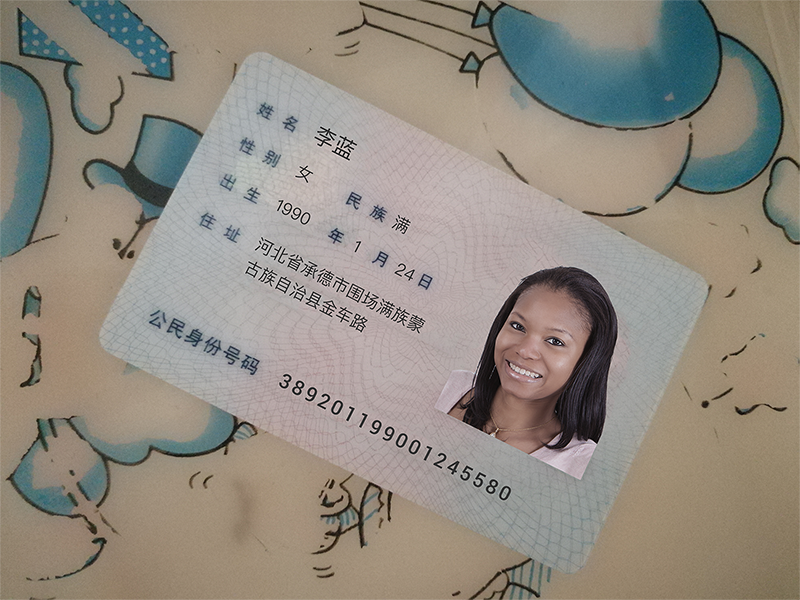 姓名 李蓝
性别 女 民族 满
出生 1990 年 1 月 24 日
住址 河北省承德市围场满族蒙
古族自治县金车路
公民身份号码 389201199001245580